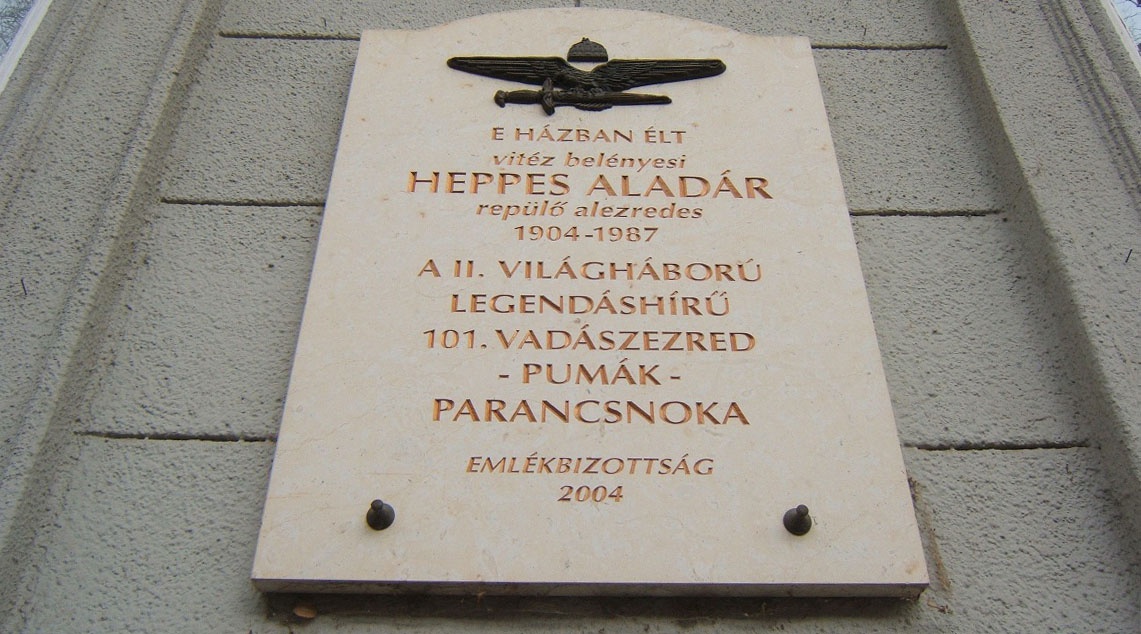 E HÁZBAN ÉLT
vitéz belényesi
HEPPES ALADÁR
repülő alezredes
1904-1987
A II. VILÁGHÁBORÚ
LEGENDÁSHÍRŰ
101. VADÁSZEZRED
- PUMÁK -
PARANCSNOKA
EMLÉKBIZOTTSÁG
2004